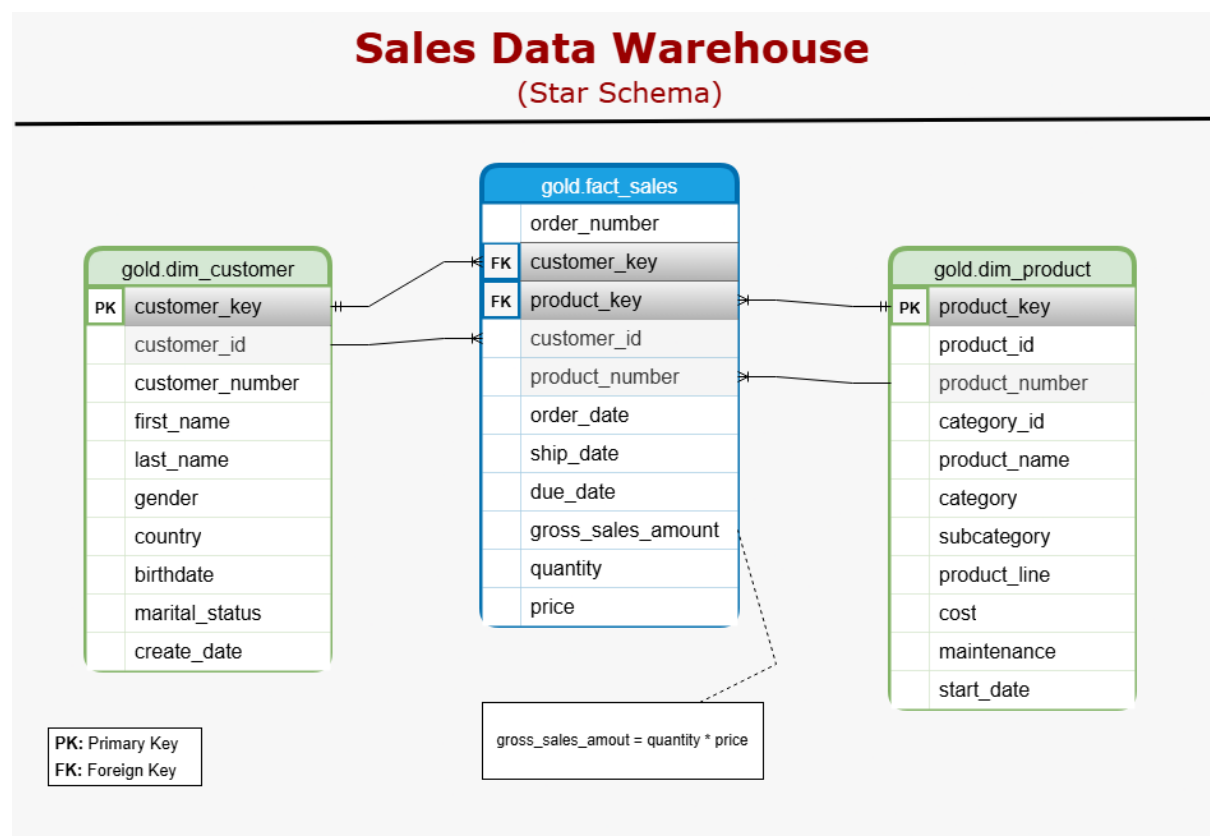 Sales Data Warehouse
(Star Schema)
gold.dim_customer
PK customer_key
customer_id
customer_number
first_name
last_name
gender
country
birthdate
marital_status
create_date
gold.fact_sales
order_number
FK customer_key
FK product_key
customer_id
product_number
order_date
ship_date
due_date
gross_sales_amount
quantity
price
gold.dim_product
PK product_key
product_id
product_number
category_id
product_name
category
subcategory
product_line
cost
maintenance
start_date
gross_sales_amout = quantity * price
PK: Primary Key
FK: Foreign Key